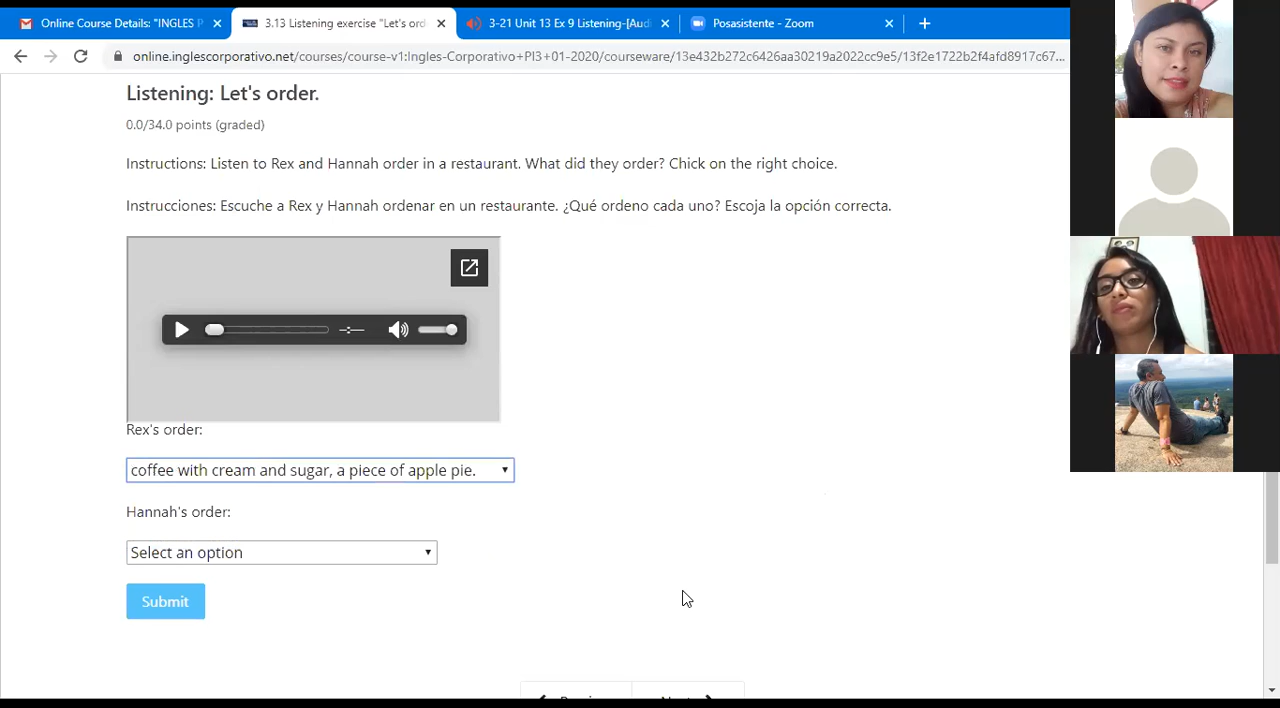 Online Course Details: "INGLES P
3.13 Listening exercise "Let's ord
3-21 Unit 13 Ex 9 Listening-[Aud
Posasistente - Zoom
online.inglescorporativo.net/courses/course-v1:Ingles-Corporativo+PI3+01-2020/courseware/13e432b272c6426aa30219a2022cc9e5/13f2e1722b2f4afd8917c67...
Listening: Let's order.
0.0/34.0 points (graded)
Instructions: Listen to Rex and Hannah order in a restaurant. What did they order? Chick on the right choice.
Instrucciones: Escuche a Rex y Hannah ordenar en un restaurante. ¿Qué ordeno cada uno? Escoja la opción correcta.
Rex's order:
coffee with cream and sugar, a piece of apple pie.
Hannah's order:
Select an option
Submit